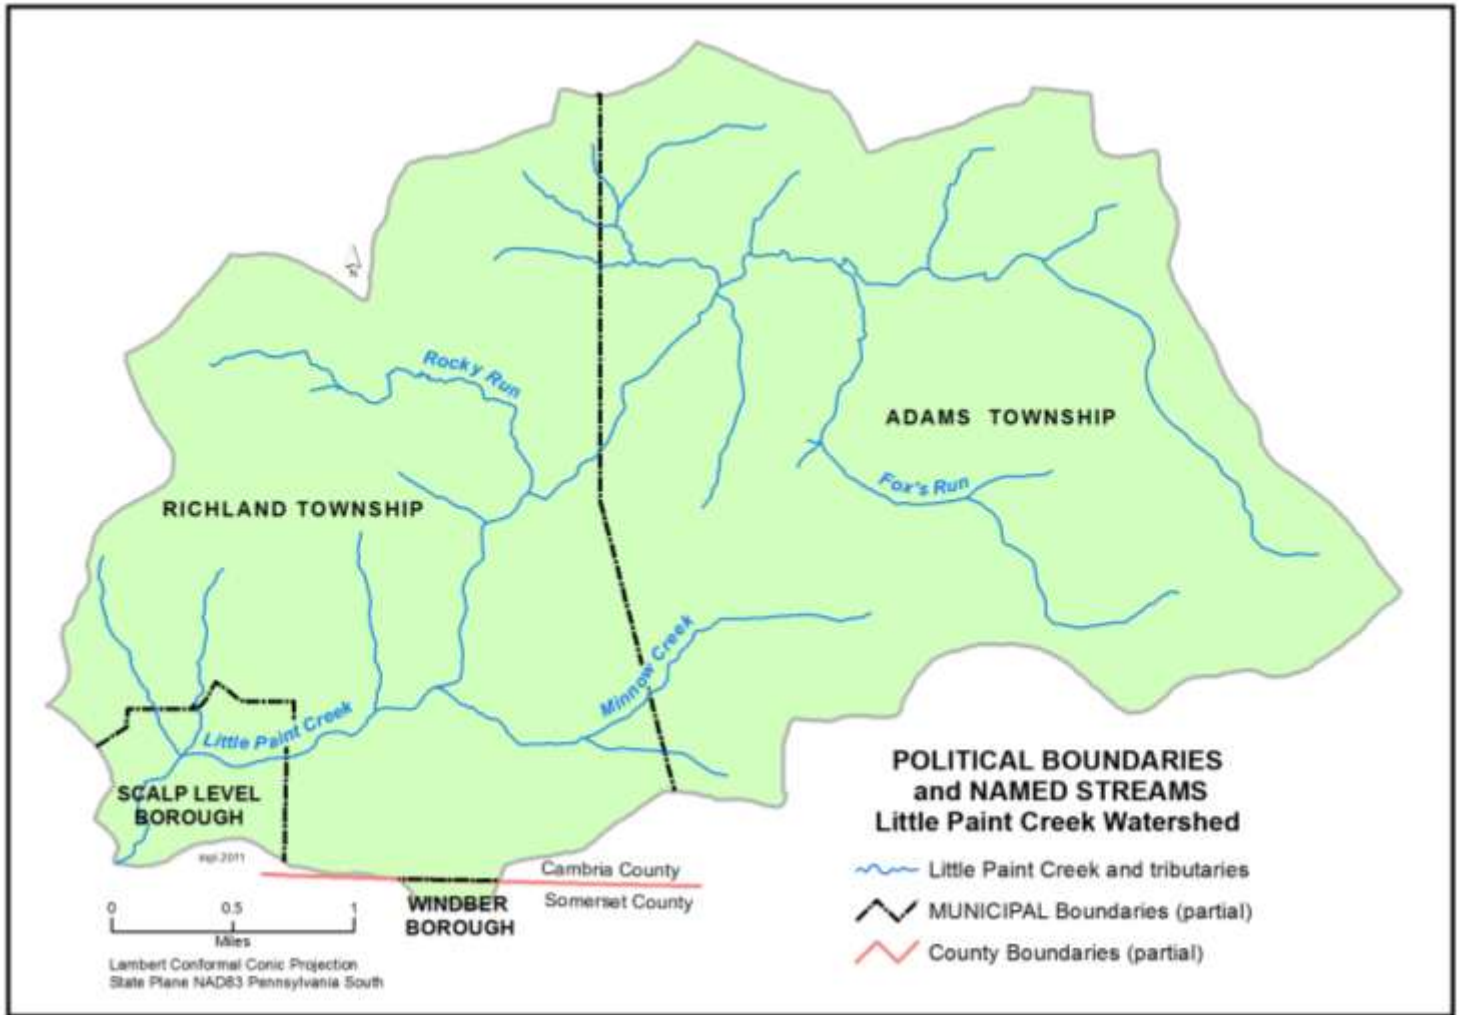 N
Rocky Run
ADAMS TOWNSHIP
Fox's Run
RICHLAND TOWNSHIP
Minnow Creek
Little Paint Creek
SCALP LEVEL
BOROUGH
POLITICAL BOUNDARIES
and NAMED STREAMS
Little Paint Creek Watershed
Little Paint Creek and tributaries
MUNICIPAL Boundaries (partial)
County Boundaries (partial)
Cambria County
Somerset County
WINDBER
BOROUGH
0 0.5 1
Miles
Lambert Conformal Conic Projection
State Plane NAD83 Pennsylvania South